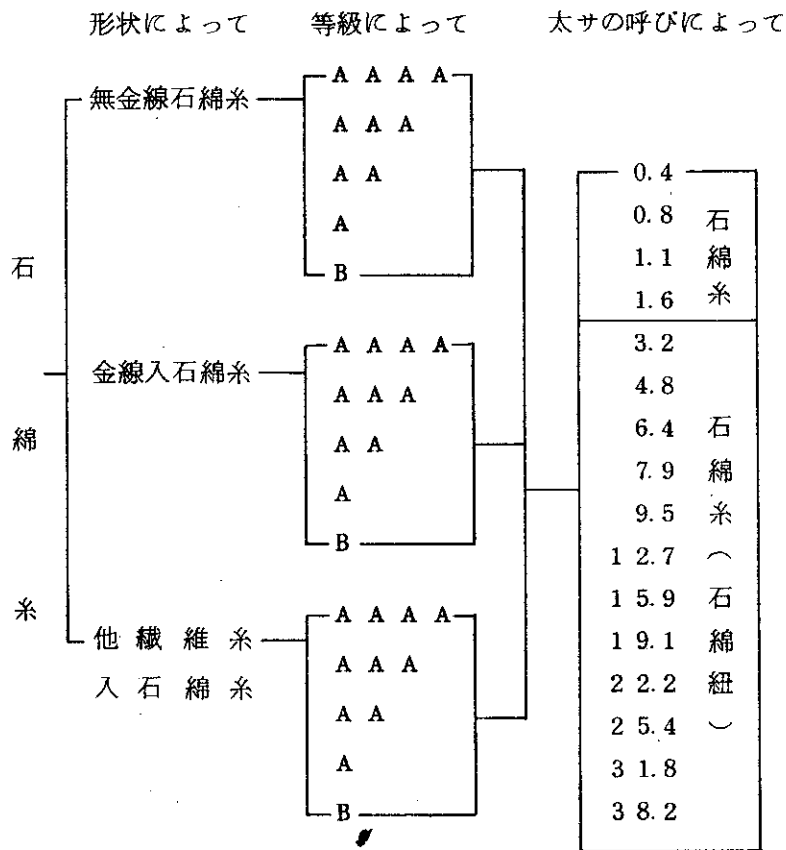 形状によって 等級によって 太サの呼びによって
石綿糸
無金線石綿糸
A A A A
A A A
A A
A
B
金線入石綿糸
A A A A
A A A
A A
A
B
他繊維糸
入石綿糸
A A A A
A A A
A A
A
B
0.4
0.8
1.1
1.6
石綿糸
3.2
4.8
6.4
7.9
9.5
12.7
15.9
19.1
22.2
25.4
31.8
38.2
石綿糸(石綿紐)